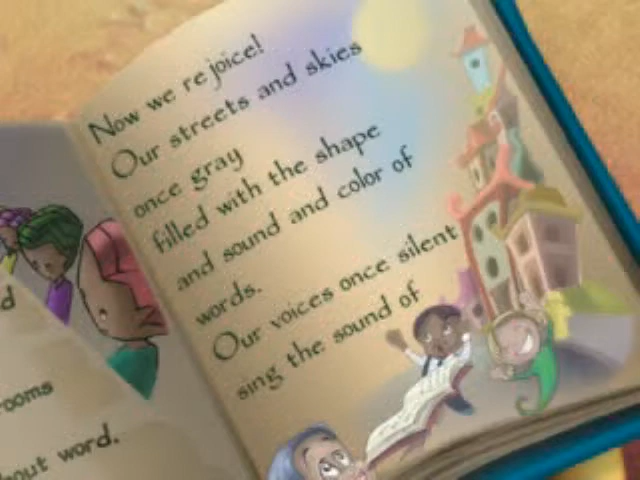 d
ooms
out word.
Now we rejoice!
Our streets and skies
once gray
filled with the shape
and sound and color of
words.
Our voices once silent
sing the sound of